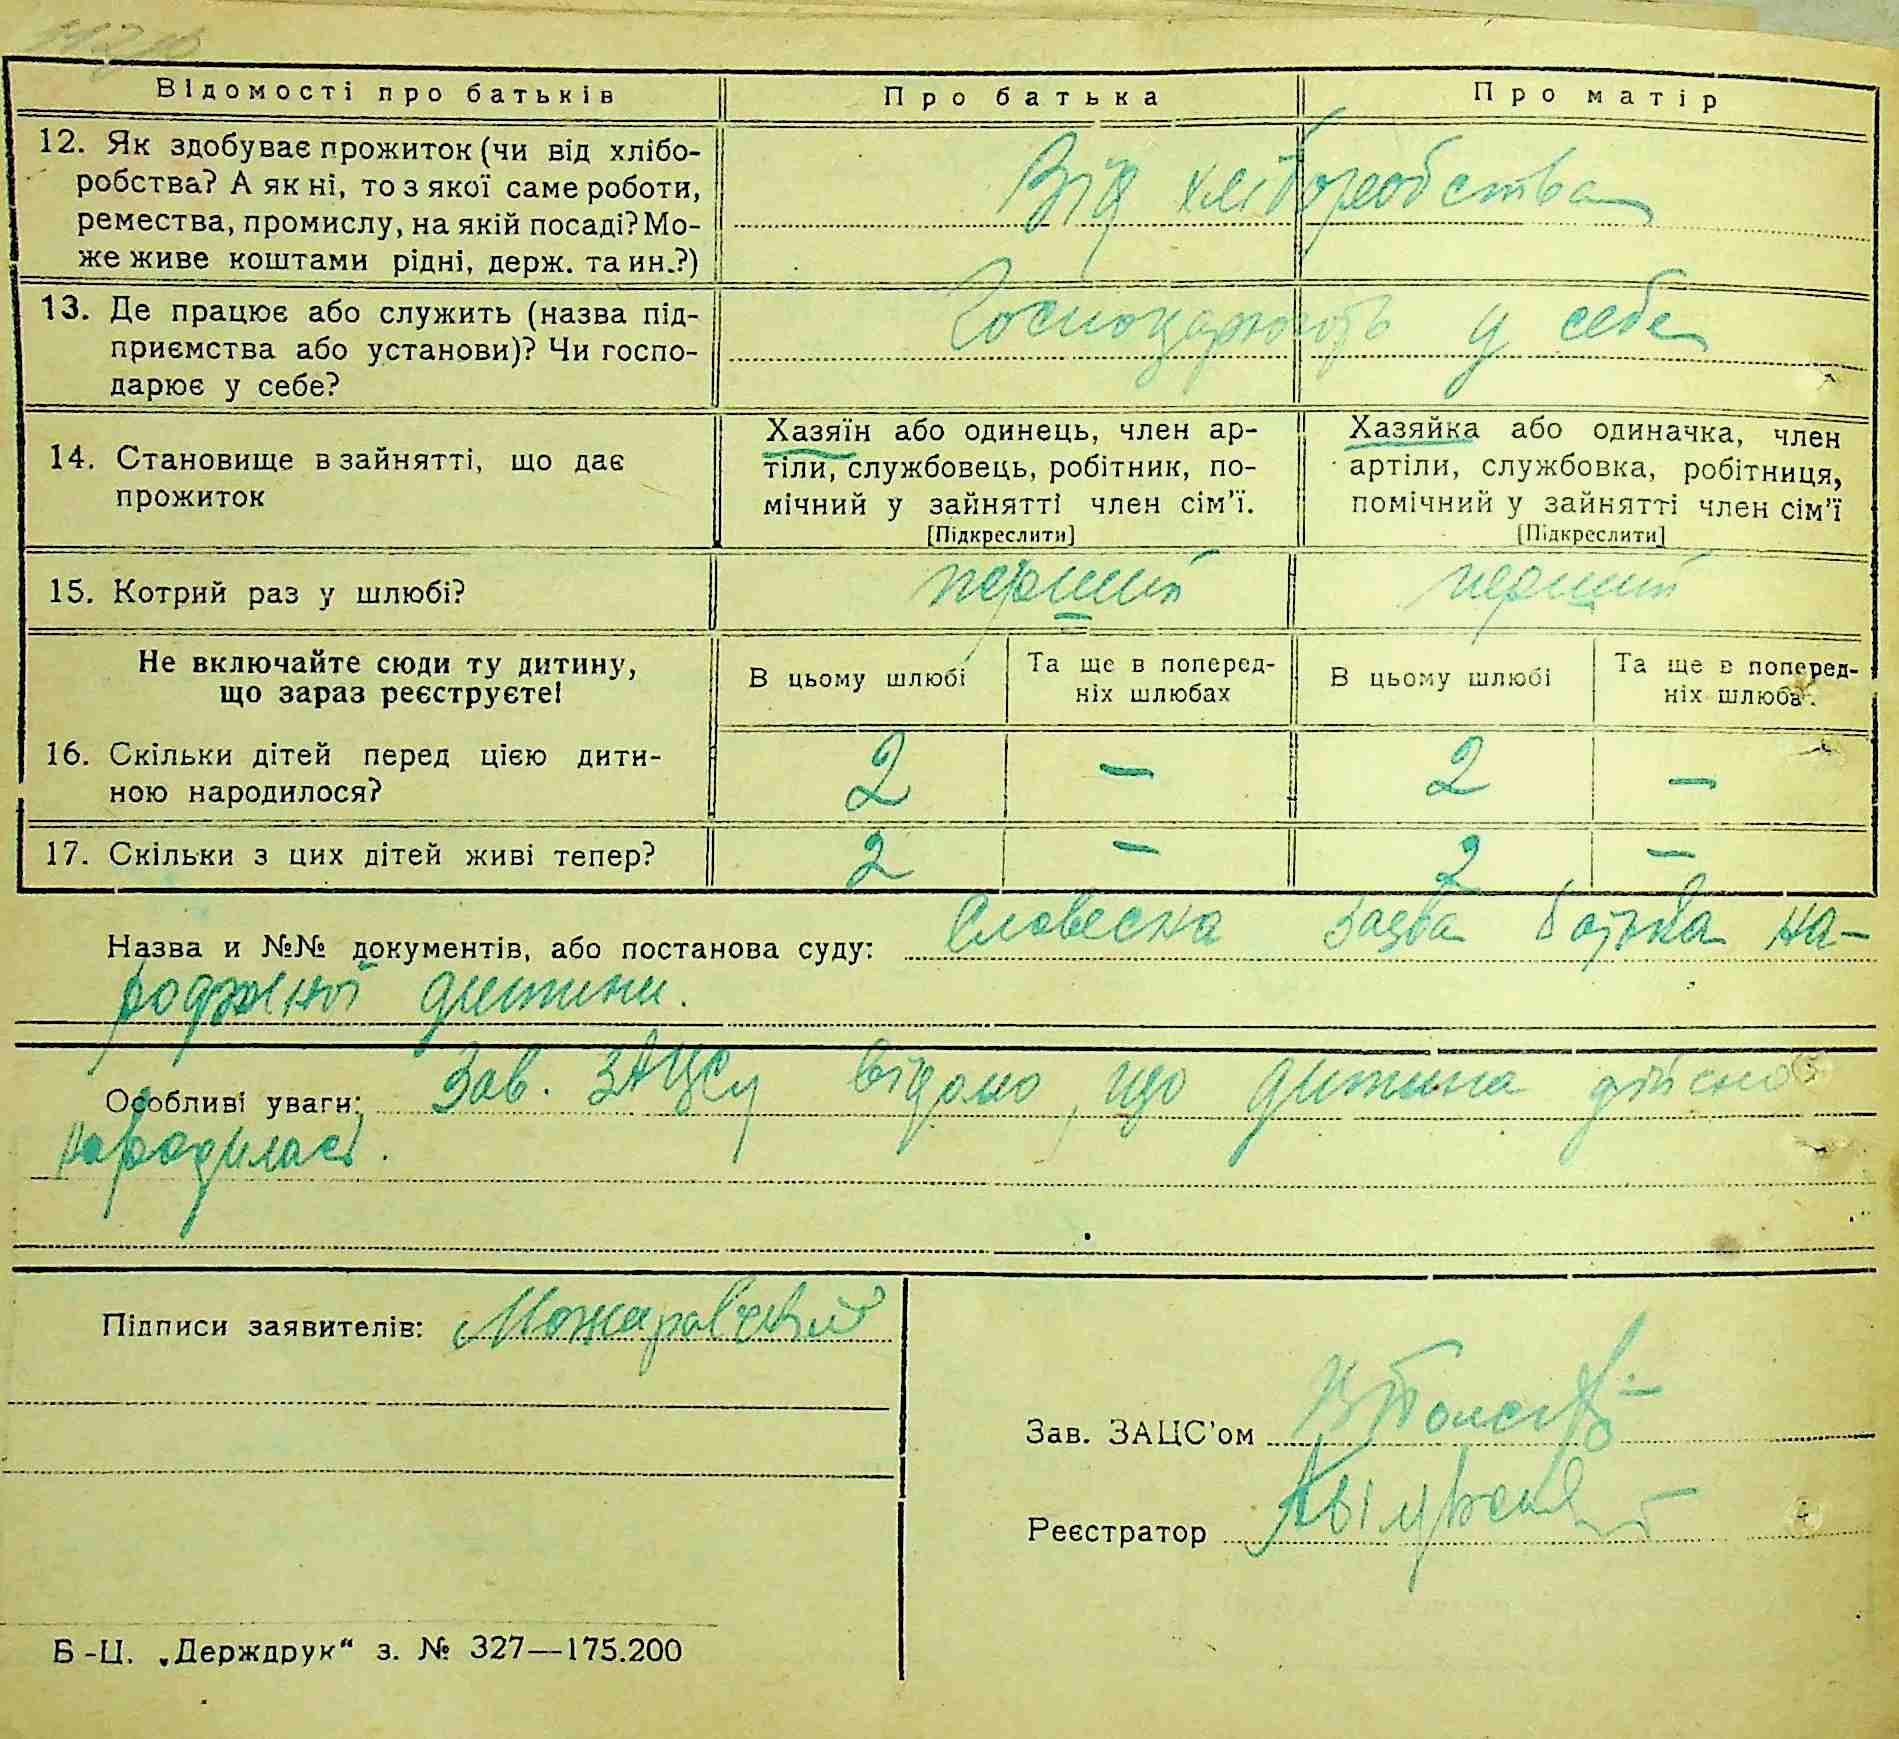 Відомості про батьків
Про батька
Про матір
12. Як здобуває прожиток (чи від хлібо-
робства? А як ні, то з якої саме роботи,
ремества, промислу, на якій посаді? Мо-
же живе коштами рідні, держ. та ин.?)
Від хліборобства
13. Де працює або служить (назва під-
приємства або установи)? Чи госпо-
дарює у себе?
Господарюють у себе
14. Становище в зайнятті, що дає
прожиток
Хазяїн або одинець, член ар-
тіли, службовець, робітник, по-
мічний у зайнятті член сім'ї.
[Підкреслити]
Хазяйка або одиначка, член
артіли, службовка, робітниця,
помічний у зайнятті член сім'ї
[Підкреслити]
15. Котрий раз у шлюбі?
перший
перший
Не включайте сюди ту дитину,
що зараз реєструєте!
В цьому шлюбі
Та ще в поперед-
ніх шлюбах
В цьому шлюбі
Та ще в поперед-
ніх шлюба.
16. Скільки дітей перед цією дити-
ною народилося?
2
—
2
—
17. Скільки з цих дітей живі тепер?
2
—
2
—
Назва и №№ документів, або постанова суду: Словесна заява батька на-
родженої дитини.
Особливі уваги: Зав. ЗАЦСу відомо, що дитина дійсно
народилась.
Підписи заявителів: Можаровський
Зав. ЗАЦС'ом
Реєстратор
Б-Ц. „Держдрук“ з. № 327—175.200